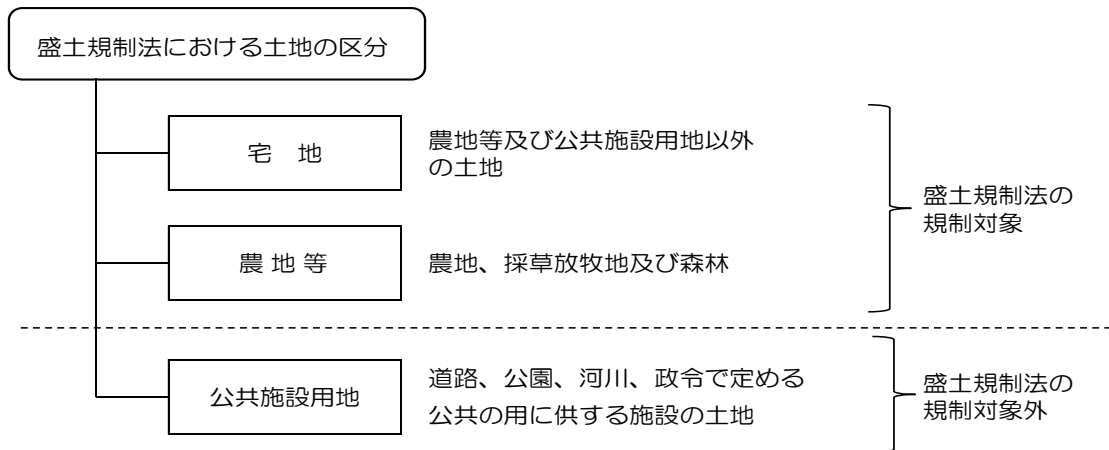 盛土規制法における土地の区分
宅　地
農地等及び公共施設用地以外
の土地
盛土規制法の
規制対象
農 地 等
農地、採草放牧地及び森林
公共施設用地
道路、公園、河川、政令で定める
公共の用に供する施設の土地
盛土規制法の
規制対象外